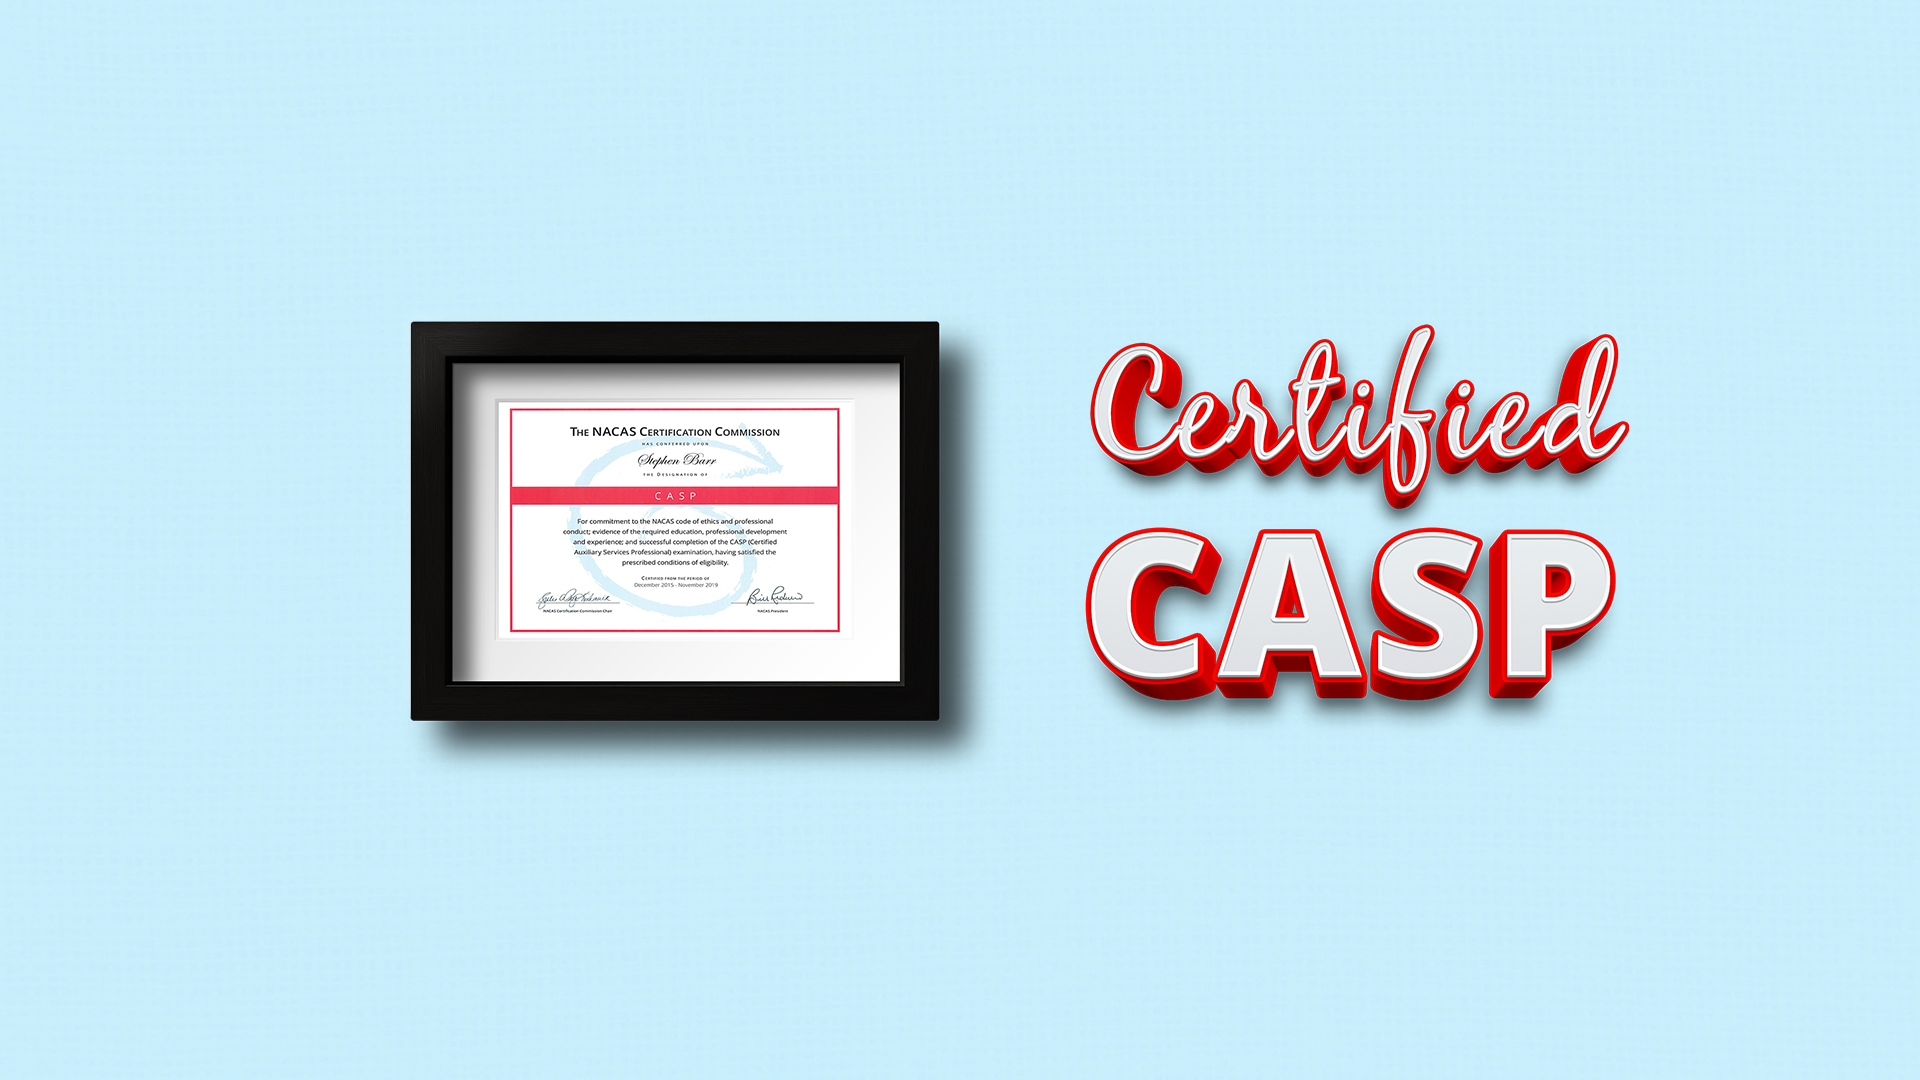 The NACAS Certification Commission
has conferred upon
Stephen Barr
the Designation of
CASP
For commitment to the NACAS code of ethics and professional
conduct; evidence of the required education, professional development
and experience; and successful completion of the CASP (Certified
Auxiliary Services Professional) examination, having satisfied the
prescribed conditions of eligibility.
Certified from the period of
December 2015 - November 2019
NACAS Certification Commission Chair
NACAS President
Certified
CASP